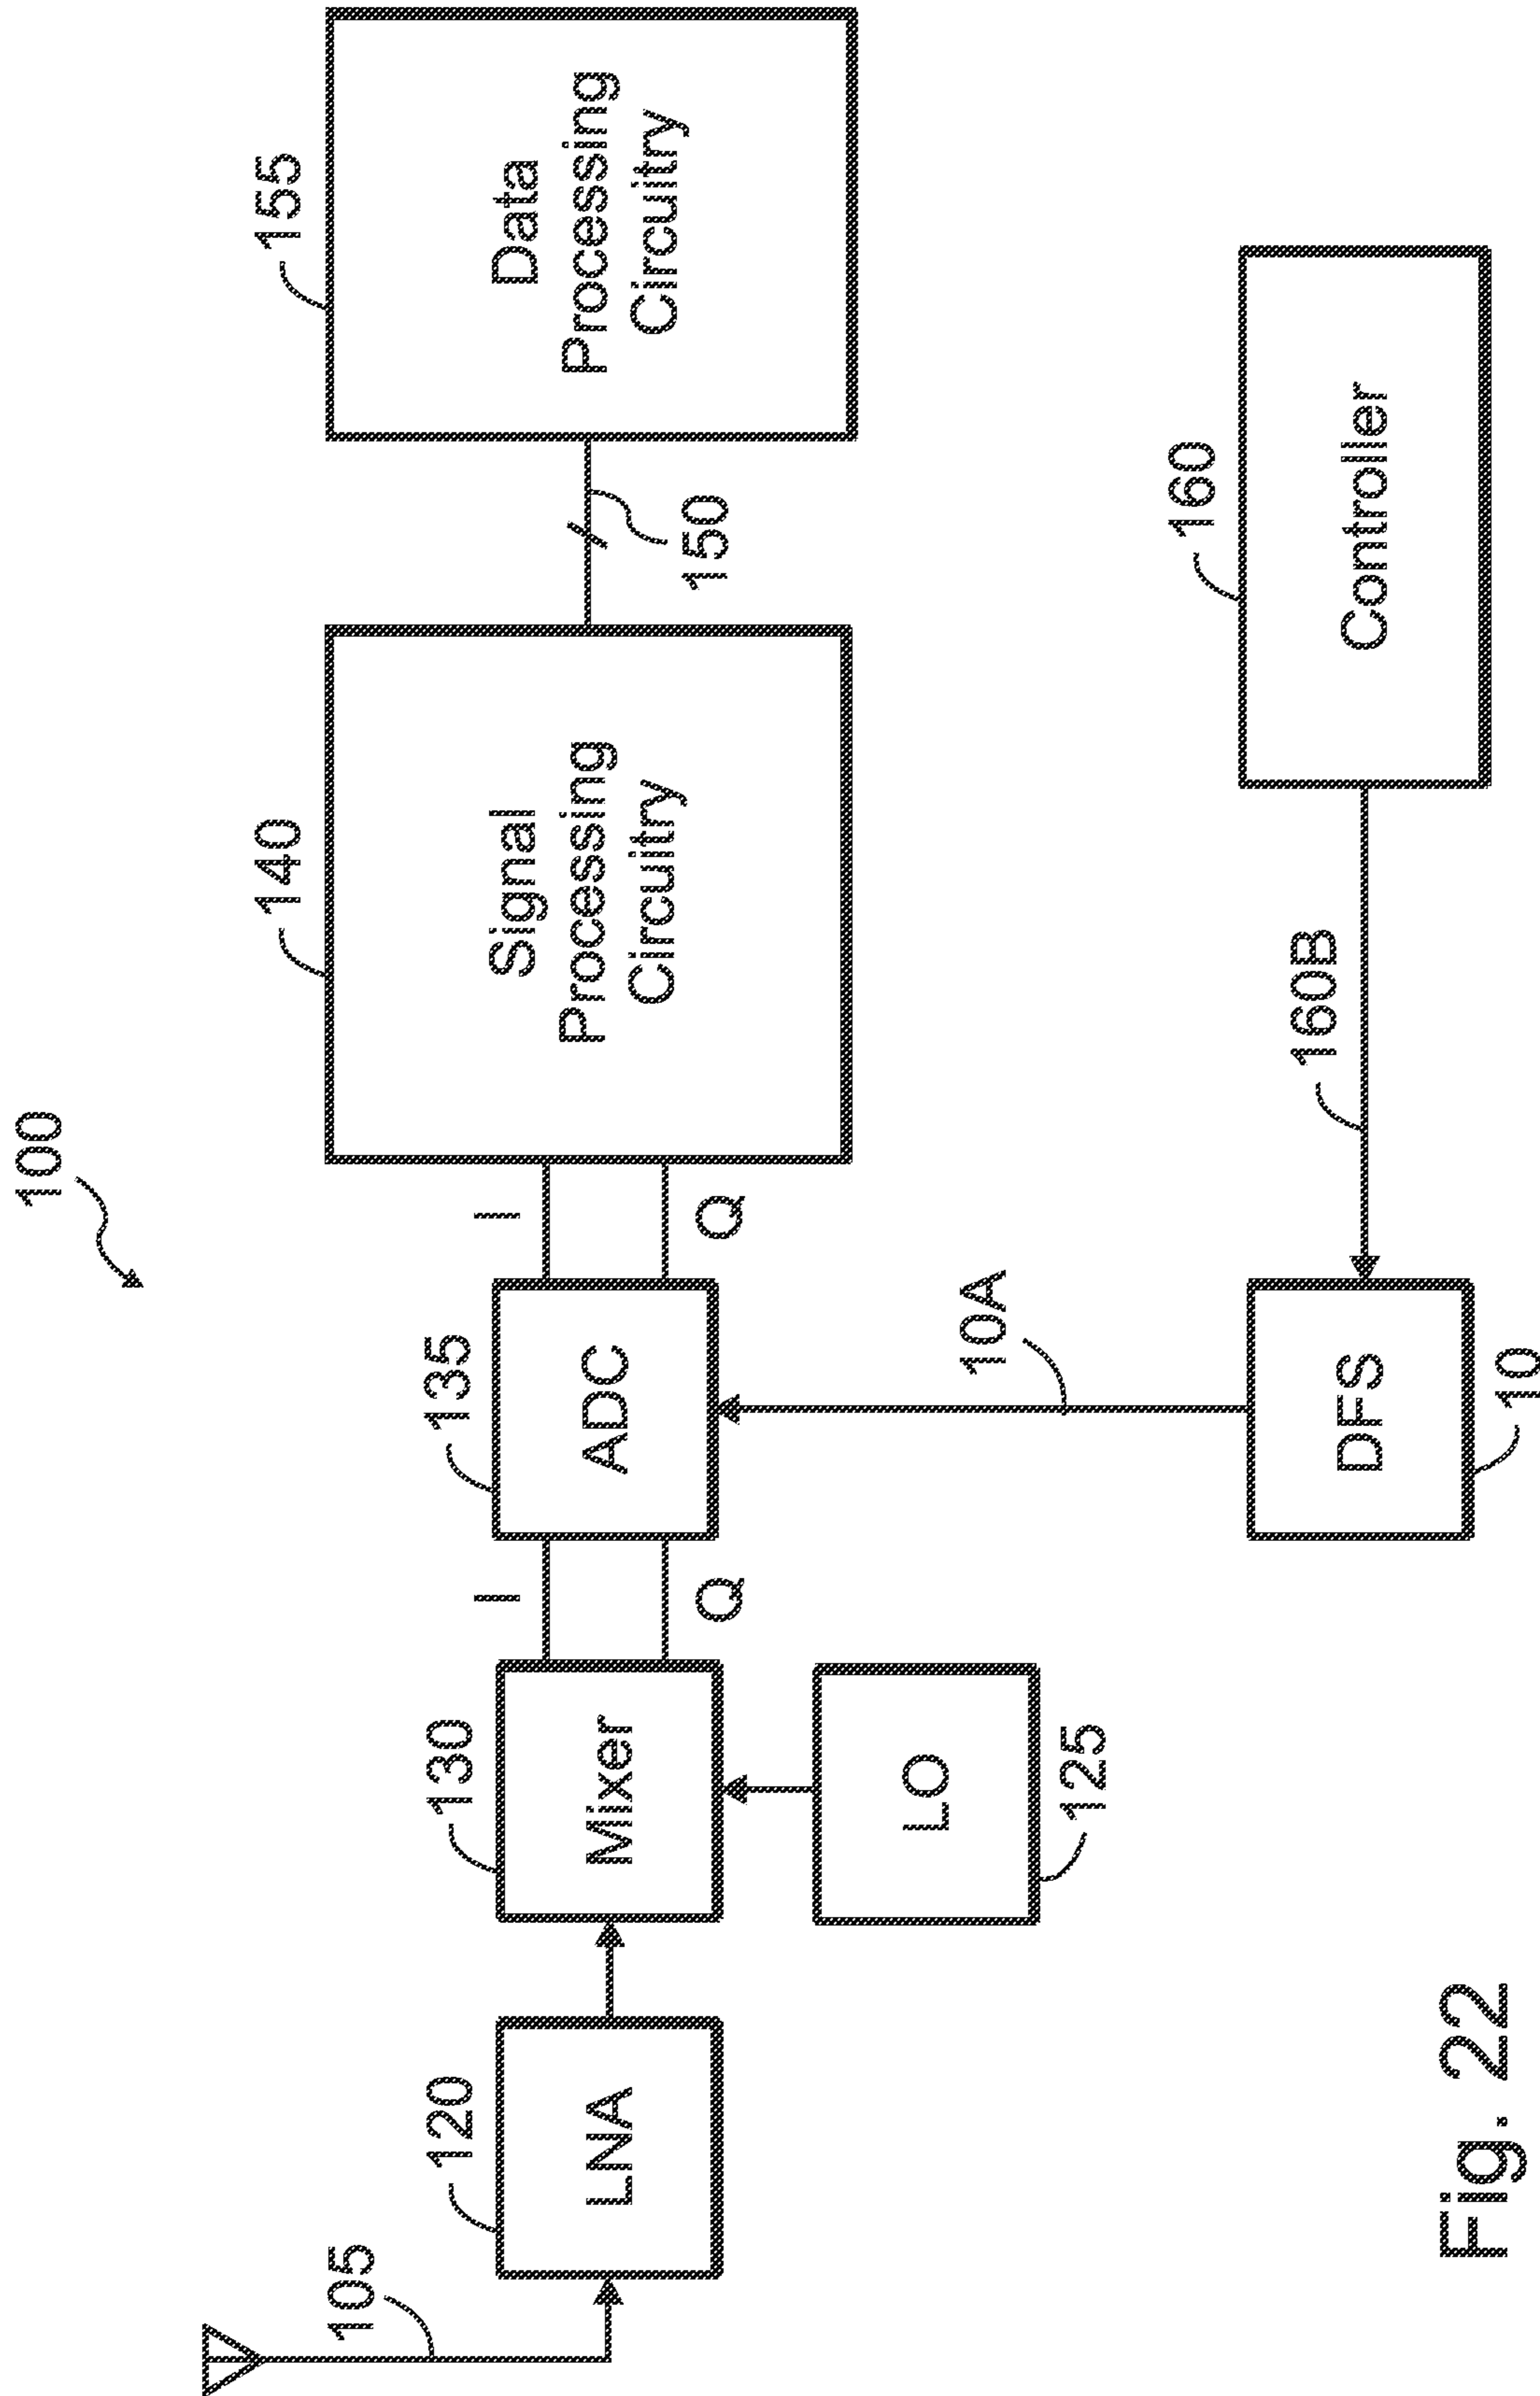 100
105
120
LNA
130
Mixer
I
Q
135
ADC
I
Q
140
Signal
Processing
Circuitry
150
155
Data
Processing
Circuitry
LO
125
10A
DFS
10
160B
160
Controller
Fig. 22